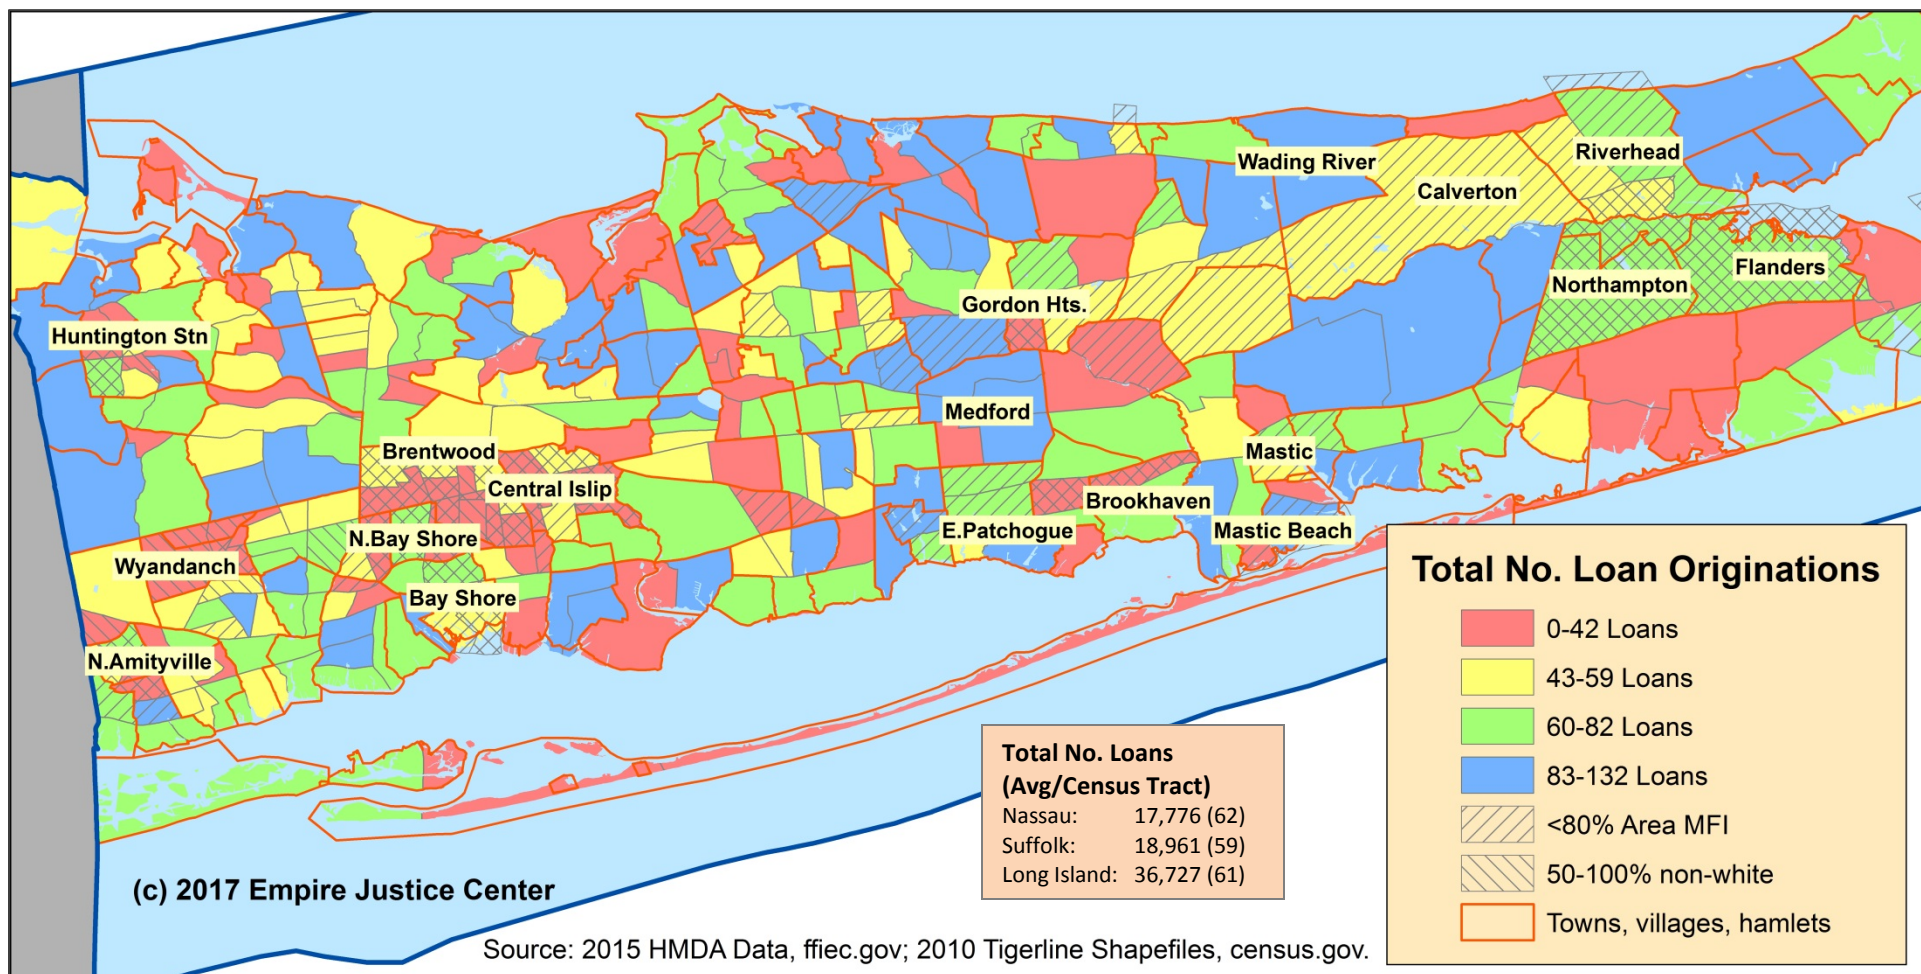 Wading River
Riverhead
Calvert​on
Northampton
Flanders
Gordon Hts.
Huntington Stn
Medford
Brentwood
Mastic
Central Islip
Brookhaven
N.Bay Shore
E.Patchogue
Mastic Beach
Wyandanch
Bay Shore
N.Amityville
Total No. Loan Originations
0-42 Loans
43-59 Loans
60-82 Loans
83-132 Loans
<80% Area MFI
50-100% non-white
Towns, villages, hamlets
Total No. Loans
(Avg/Census Tract)
Nassau: 17,776 (62)
Suffolk: 18,961 (59)
Long Island: 36,727 (61)
(c) 2017 Empire Justice Center
Source: 2015 HMDA Data, ffiec.gov; 2010 Tigerline Shapefiles, census.gov.